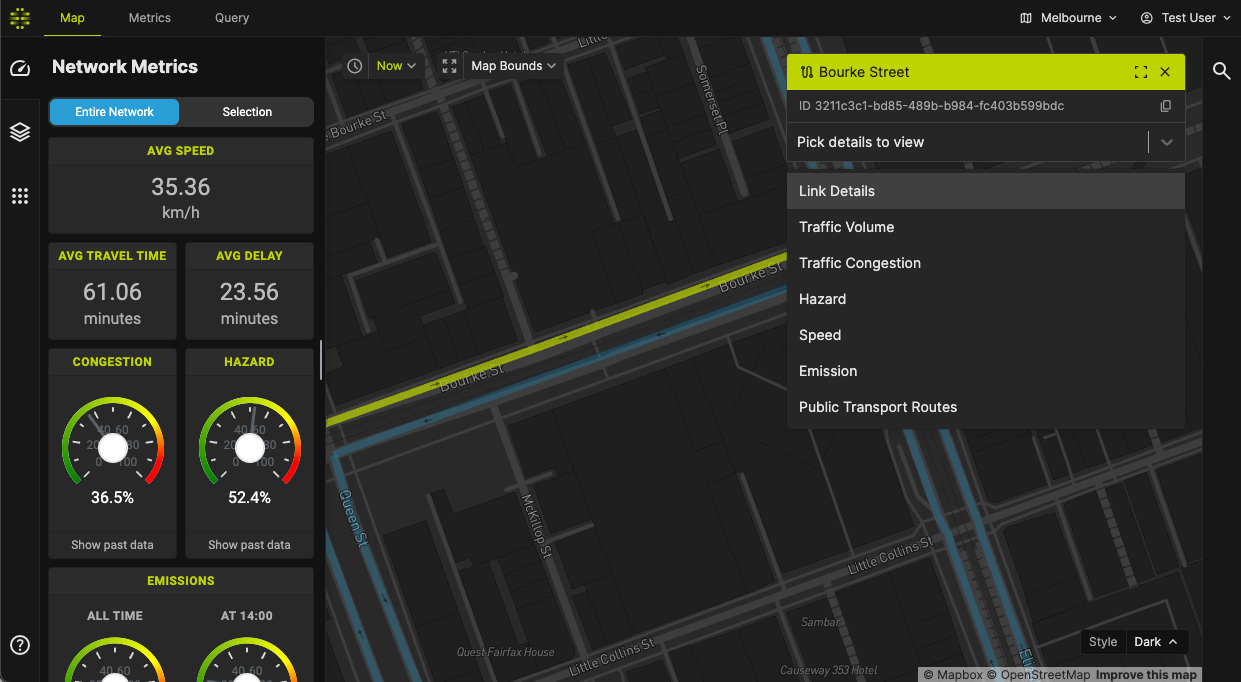 Map
Metrics
Query
Melbourne
Test User
Network Metrics
Entire Network
Selection
AVG SPEED
35.36
km/h
AVG TRAVEL TIME
61.06
minutes
AVG DELAY
23.56
minutes
CONGESTION
0 20 40 60 80 100
36.5%
Show past data
HAZARD
0 20 40 60 80 100
52.4%
Show past data
EMISSIONS
ALL TIME
40 60
AT 14:00
40 60
Now
Map Bounds
Little
e Bourke St
Somerset Pl
Bourke St
Bourke St
Queen St
McKillop St
Little Collins St
Little Collins St
Sambar
Quest Fairfax House
Causeway 353 Hotel
Bourke Street
ID 3211c3c1-bd85-489b-b984-fc403b599bdc
Pick details to view
Link Details
Traffic Volume
Traffic Congestion
Hazard
Speed
Emission
Public Transport Routes
Style
Dark
© Mapbox © OpenStreetMap Improve this map